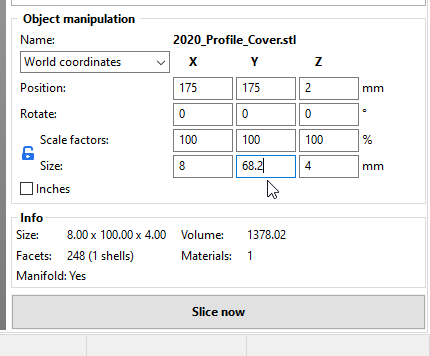 Object manipulation
Name: 2020_Profile_Cover.stl
World coordinates X Y Z
Position: 175 175 2 mm
Rotate: 0 0 0 °
Scale factors: 100 100 100 %
Size: 8 68.2 4 mm
Inches
Info
Size: 8.00 x 100.00 x 4.00 Volume: 1378.02
Facets: 248 (1 shells) Materials: 1
Manifold: Yes
Slice now